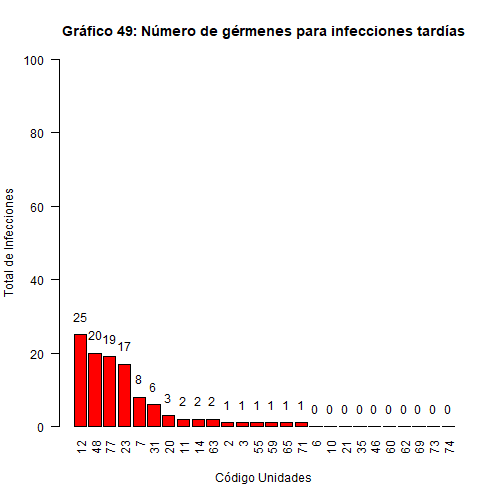 Gráfico 49: Número de gérmenes para infecciones tardías
100
80
60
40
20
0
Total de Infecciones
25 20 19 17 8 6 3 2 2 2 1 1 1 1 1 1 0 0 0 0 0 0 0 0 0 0
12 48 77 23 7 31 20 11 14 63 2 3 55 59 65 71 6 10 21 35 46 60 62 69 73 74
Código Unidades